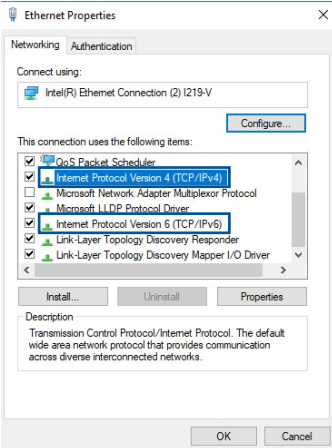 Ethernet Properties
Networking Authentication
Connect using:
Intel(R) Ethernet Connection (2) I219-V
Configure...
This connection uses the following items:
QoS Packet Scheduler
Internet Protocol Version 4 (TCP/IPv4)
Microsoft Network Adapter Multiplexor Protocol
Microsoft LLDP Protocol Driver
Internet Protocol Version 6 (TCP/IPv6)
Link-Layer Topology Discovery Responder
Link-Layer Topology Discovery Mapper I/O Driver
Install... Uninstall Properties
Description
Transmission Control Protocol/Internet Protocol. The default
wide area network protocol that provides communication
across diverse interconnected networks.
OK Cancel